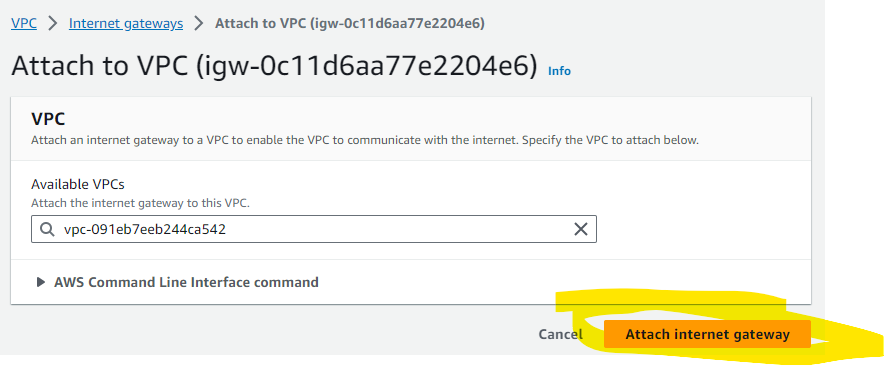 VPC > Internet gateways > Attach to VPC (igw-0c11d6aa77e2204e6)
Attach to VPC (igw-0c11d6aa77e2204e6) Info
VPC
Attach an internet gateway to a VPC to enable the VPC to communicate with the internet. Specify the VPC to attach below.
Available VPCs
Attach the internet gateway to this VPC.
vpc-091eb7eeb244ca542
AWS Command Line Interface command
Cancel Attach internet gateway